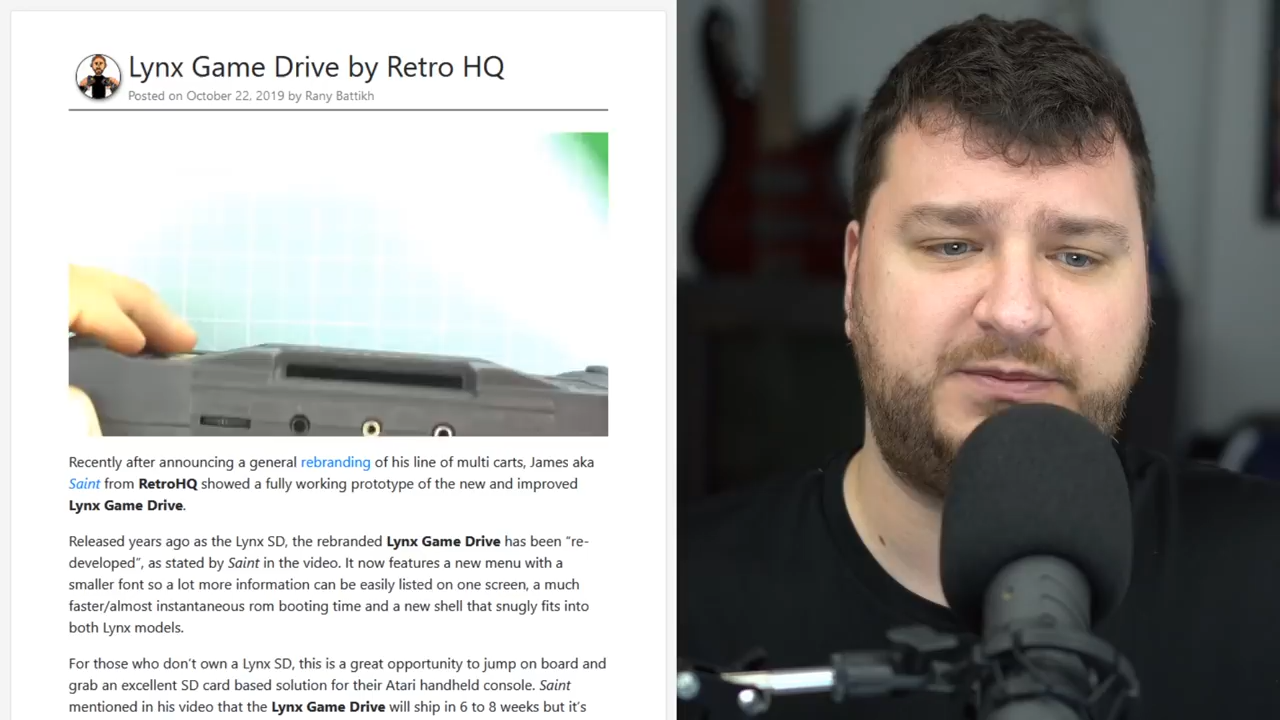 Lynx Game Drive by Retro HQ
Posted on October 22, 2019 by Rany Battikh
Recently after announcing a general rebranding of his line of multi carts, James aka
Saint from RetroHQ showed a fully working prototype of the new and improved
Lynx Game Drive.
Released years ago as the Lynx SD, the rebranded Lynx Game Drive has been “re-
developed”, as stated by Saint in the video. It now features a new menu with a
smaller font so a lot more information can be easily listed on one screen, a much
faster/almost instantaneous rom booting time and a new shell that snugly fits into
both Lynx models.
For those who don’t own a Lynx SD, this is a great opportunity to jump on board and
grab an excellent SD card based solution for their Atari handheld console. Saint
mentioned in his video that the Lynx Game Drive will ship in 6 to 8 weeks but it’s